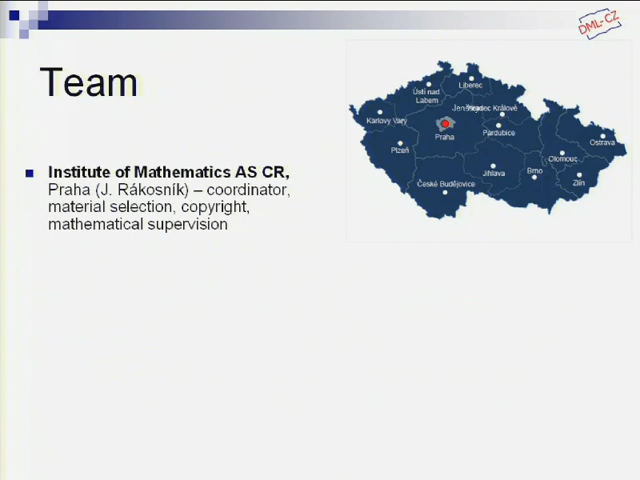 DML-CZ
Team
Institute of Mathematics AS CR,
Praha (J. Rákosník) – coordinator,
material selection, copyright,
mathematical supervision
Liberec
Ústí nad
Labem
Hradec Králové
Karlovy Vary
Pardubice
Praha
Ostrava
Plzeň
Olomouc
Jihlava
Brno
České Budějovice
Zlín